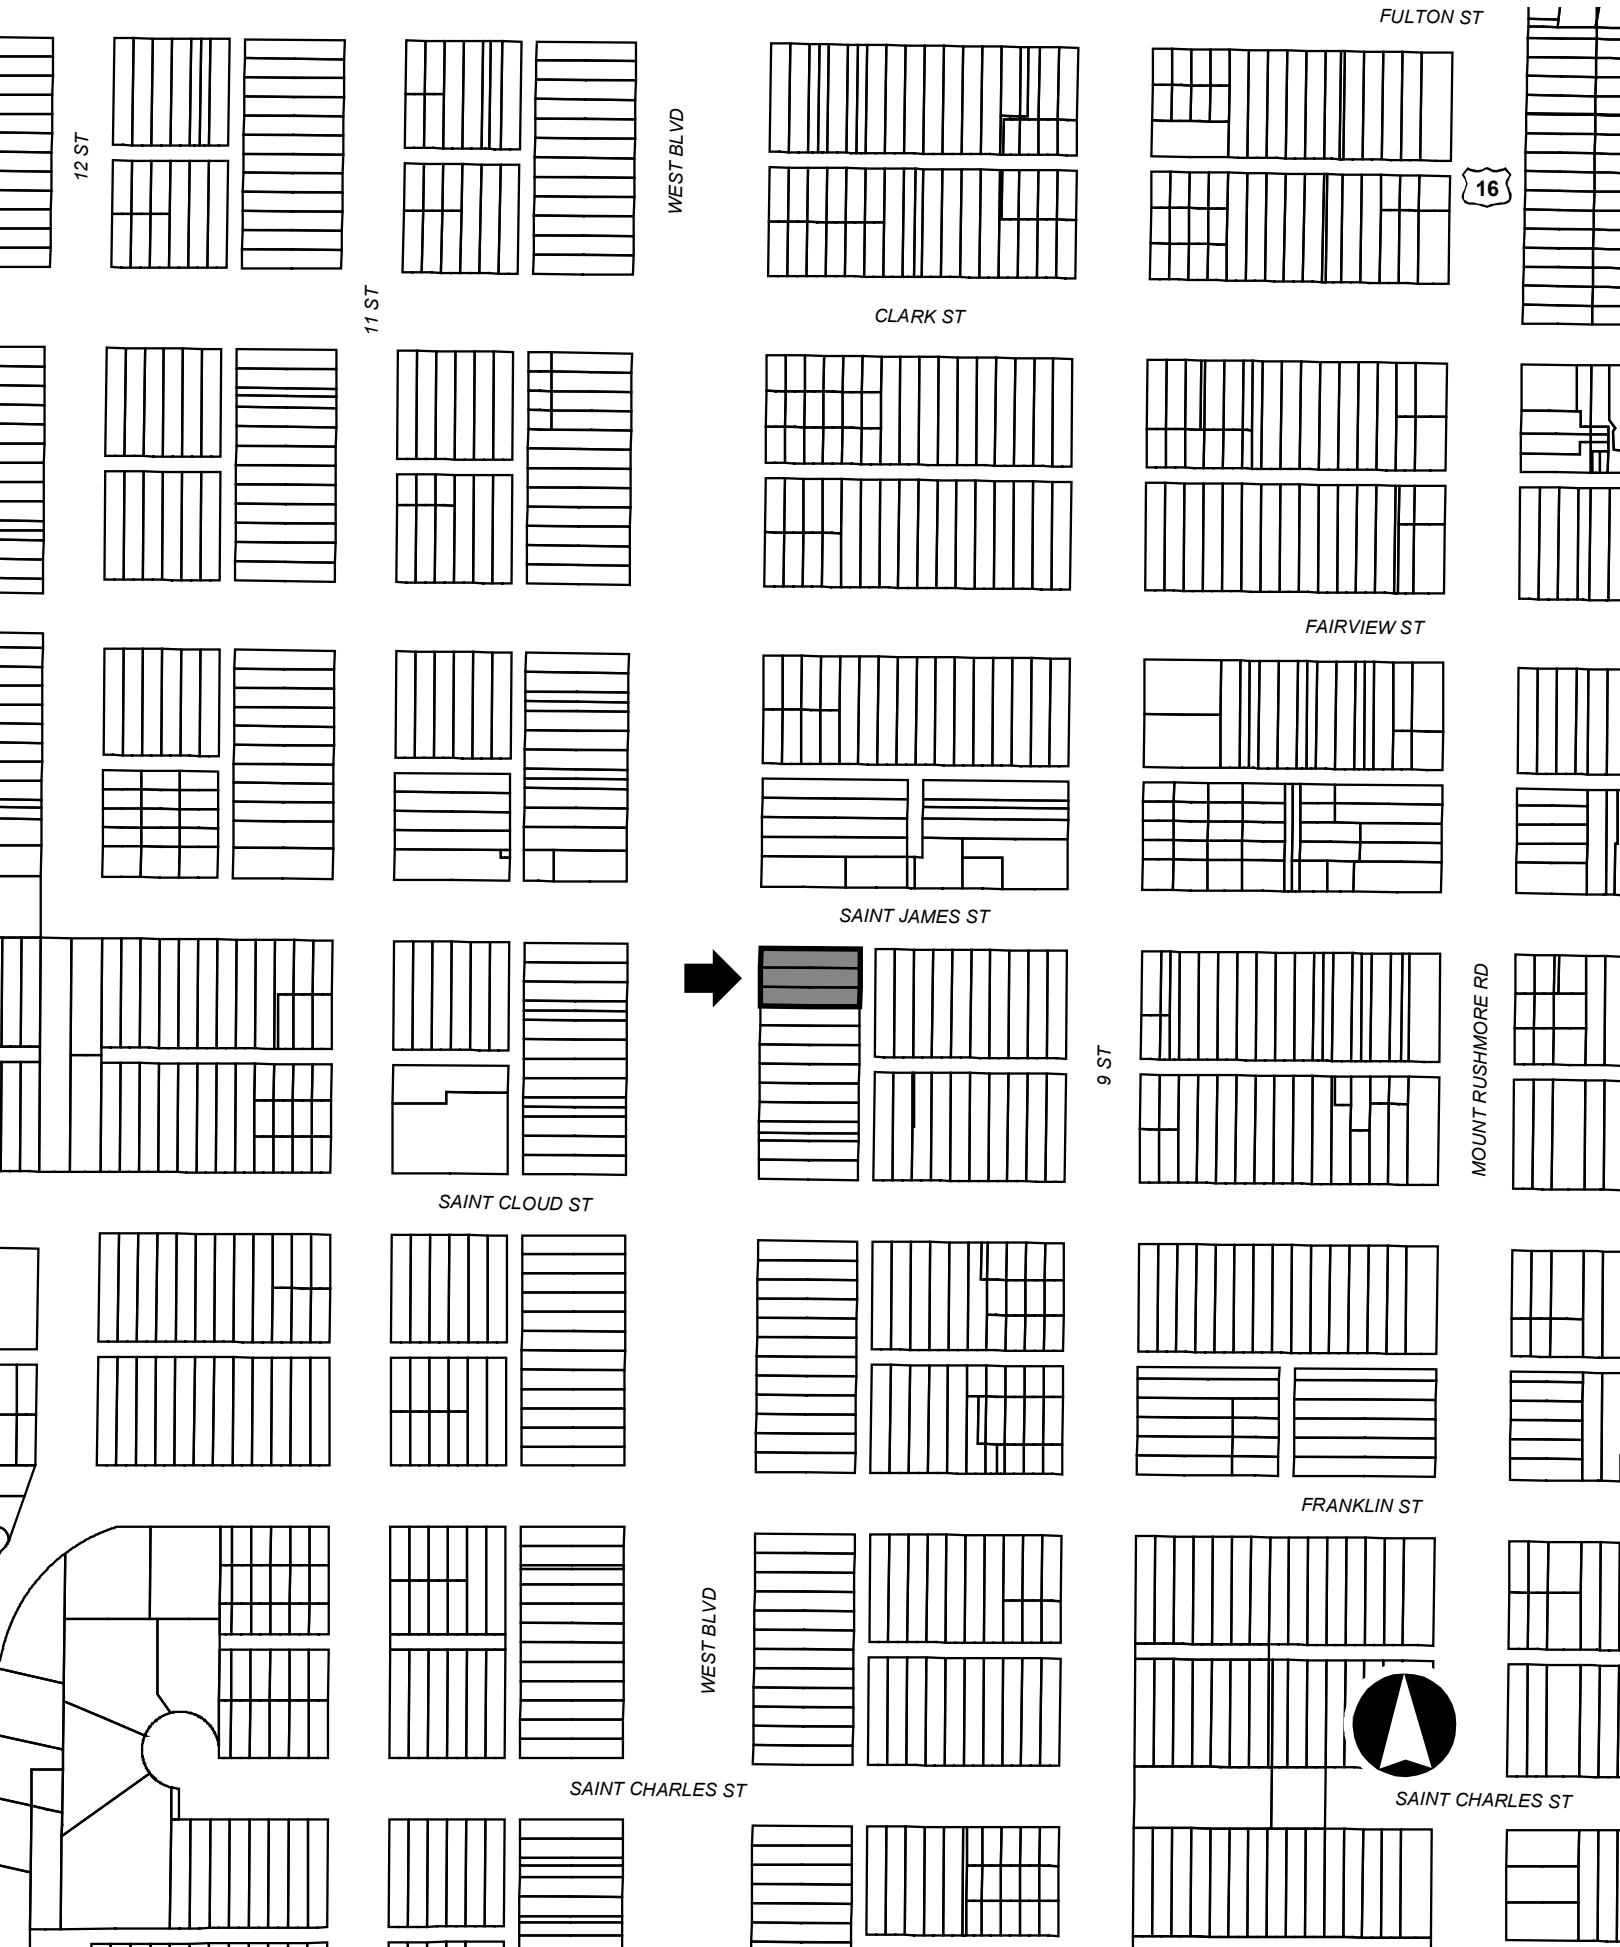 FULTON ST
12 ST
WEST BLVD
16
11 ST
CLARK ST
FAIRVIEW ST
SAINT JAMES ST
MOUNT RUSHMORE RD
9 ST
SAINT CLOUD ST
FRANKLIN ST
WEST BLVD
SAINT CHARLES ST
SAINT CHARLES ST